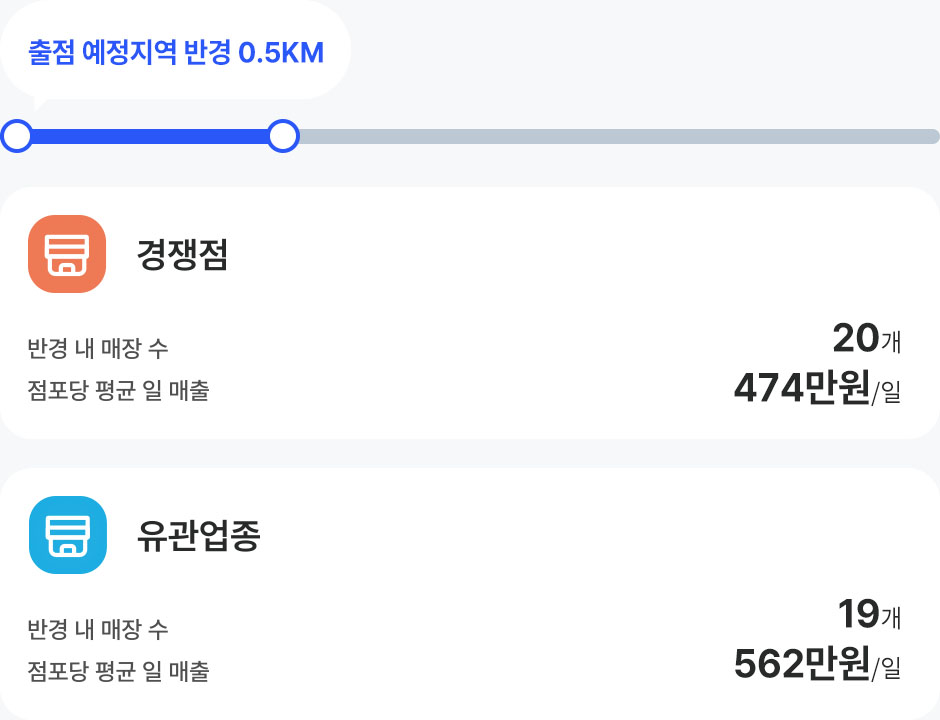 출점 예정지역 반경 0.5KM
경쟁점
반경 내 매장 수 20개
점포당 평균 일 매출 474만원/일
유관업종
반경 내 매장 수 19개
점포당 평균 일 매출 562만원/일